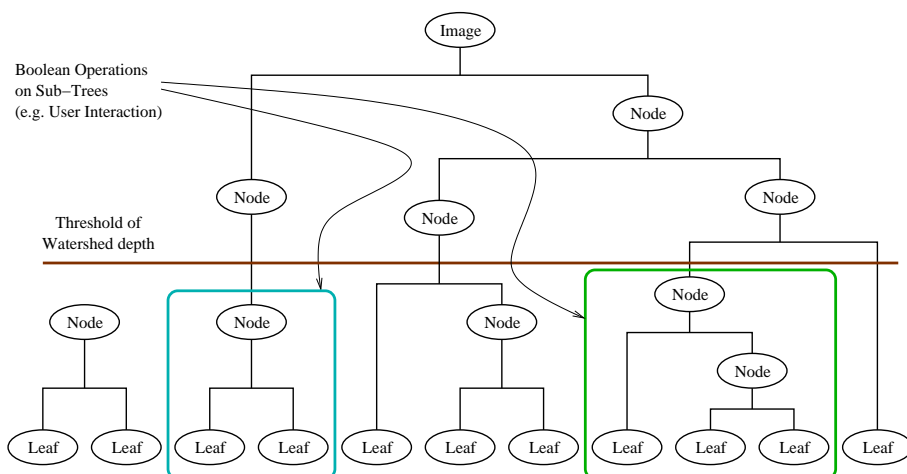 Image
Boolean Operations
on Sub−Trees
(e.g. User Interaction)
Node
Node
Node
Node
Threshold of
Watershed depth
Node
Node
Node
Node
Node
Leaf
Leaf
Leaf
Leaf
Leaf
Leaf
Leaf
Leaf
Leaf
Leaf
Leaf